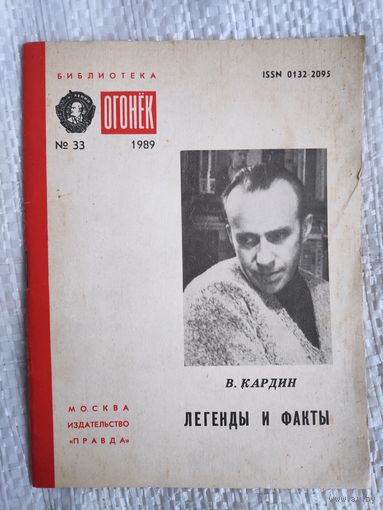 БИБЛИОТЕКА
ISSN 0132-2095
ОГОНЁК
№ 33 1989
В. КАРДИН
ЛЕГЕНДЫ И ФАКТЫ
МОСКВА
ИЗДАТЕЛЬСТВО
«ПРАВДА»